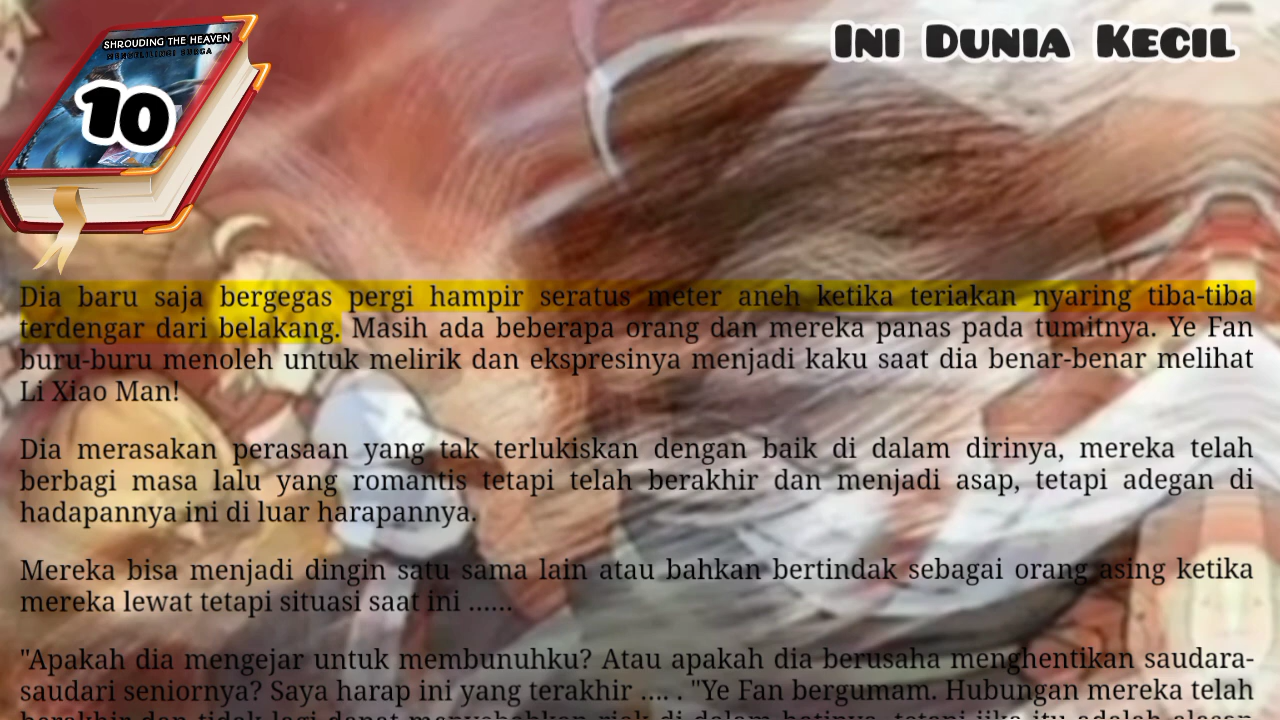 SHROUDING THE HEAVEN
10
INI DUNIA KECIL
Dia baru saja bergegas pergi hampir seratus meter aneh ketika teriakan nyaring tiba-tiba
terdengar dari belakang. Masih ada beberapa orang dan mereka panas pada tumitnya. Ye Fan
buru-buru menoleh untuk melirik dan ekspresinya menjadi kaku saat dia benar-benar melihat
Li Xiao Man!
Dia merasakan perasaan yang tak terlukiskan dengan baik di dalam dirinya, mereka telah
berbagi masa lalu yang romantis tetapi telah berakhir dan menjadi asap, tetapi adegan di
hadapannya ini di luar harapannya.
Mereka bisa menjadi dingin satu sama lain atau bahkan bertindak sebagai orang asing ketika
mereka lewat tetapi situasi saat ini ......
"Apakah dia mengejar untuk membunuhku? Atau apakah dia berusaha menghentikan saudara-
saudari seniornya? Saya harap ini yang terakhir .... . "Ye Fan bergumam. Hubungan mereka telah